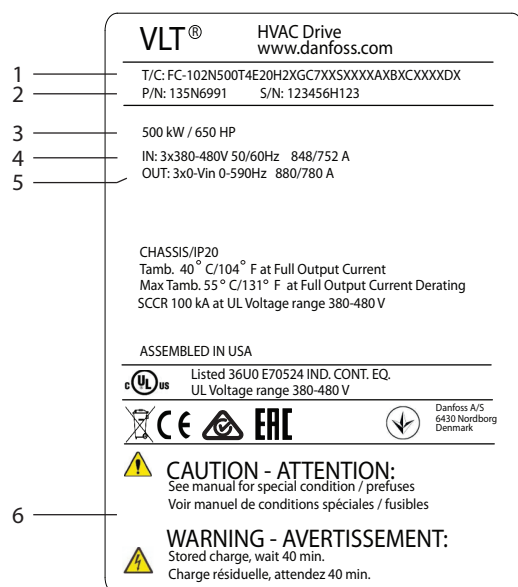 VLT® HVAC Drive
www.danfoss.com
1 T/C: FC-102N500T4E20H2XGC7XXSXXXXAXBXCXXXXDX
2 P/N: 135N6991 S/N: 123456H123
3 500 kW / 650 HP
4 IN: 3x380-480V 50/60Hz 848/752 A
5 OUT: 3x0-Vin 0-590Hz 880/780 A
CHASSIS/IP20
Tamb. 40° C/104° F at Full Output Current
Max Tamb. 55° C/131° F at Full Output Current Derating
SCCR 100 kA at UL Voltage range 380-480 V
ASSEMBLED IN USA
c UL us Listed 36U0 E70524 IND. CONT. EQ.
UL Voltage range 380-480 V
CE EAC
Danfoss A/S
6430 Nordborg
Denmark
CAUTION - ATTENTION:
See manual for special condition / prefuses
Voir manuel de conditions spéciales / fusibles
6
WARNING - AVERTISSEMENT:
Stored charge, wait 40 min.
Charge résiduelle, attendez 40 min.